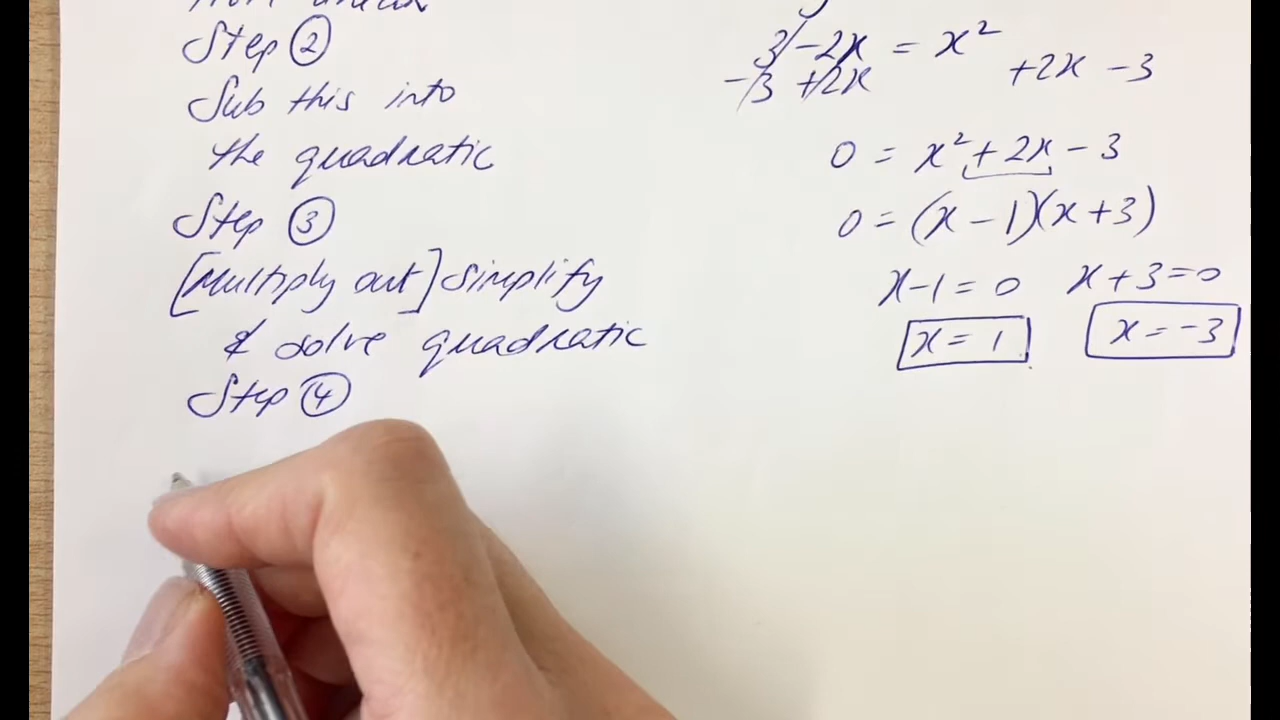 Step ②
Sub this into
the quadratic
Step ③
[Multiply out] simplify
& solve quadratic
Step ④
3 - 2x = x²
-3 +2x +2x - 3
0 = x² + 2x - 3
0 = (x - 1)(x + 3)
x - 1 = 0 x + 3 = 0
x = 1 x = -3